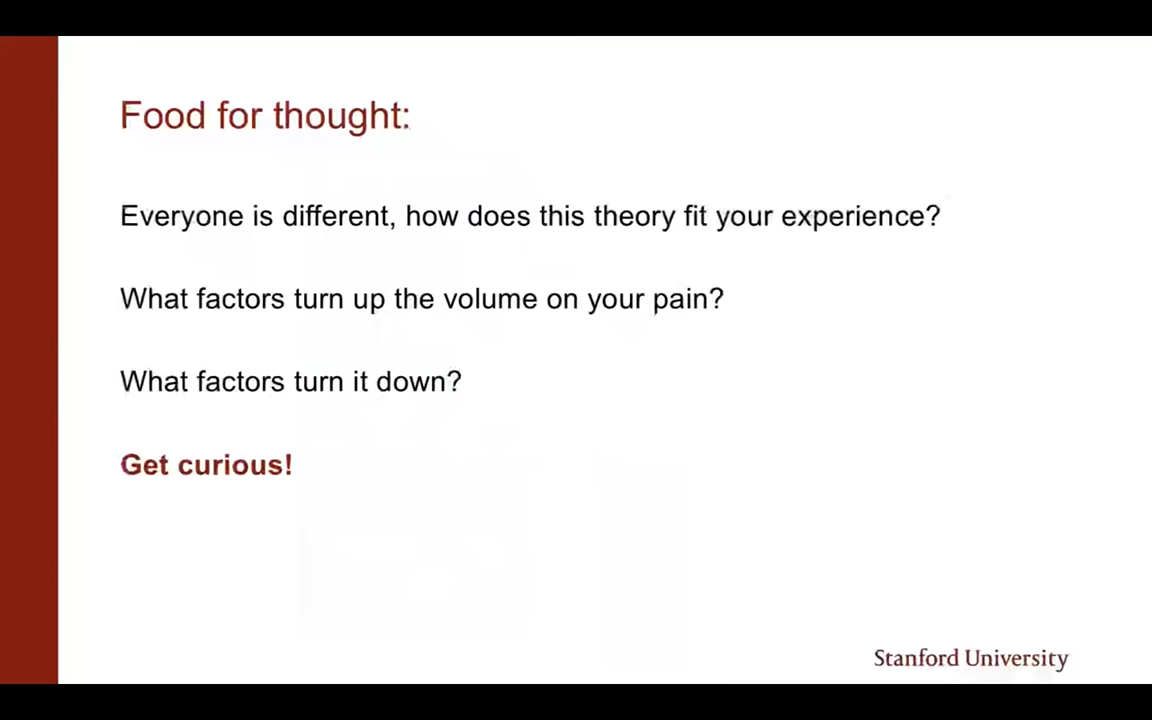 Food for thought:
Everyone is different, how does this theory fit your experience?
What factors turn up the volume on your pain?
What factors turn it down?
Get curious!
Stanford University